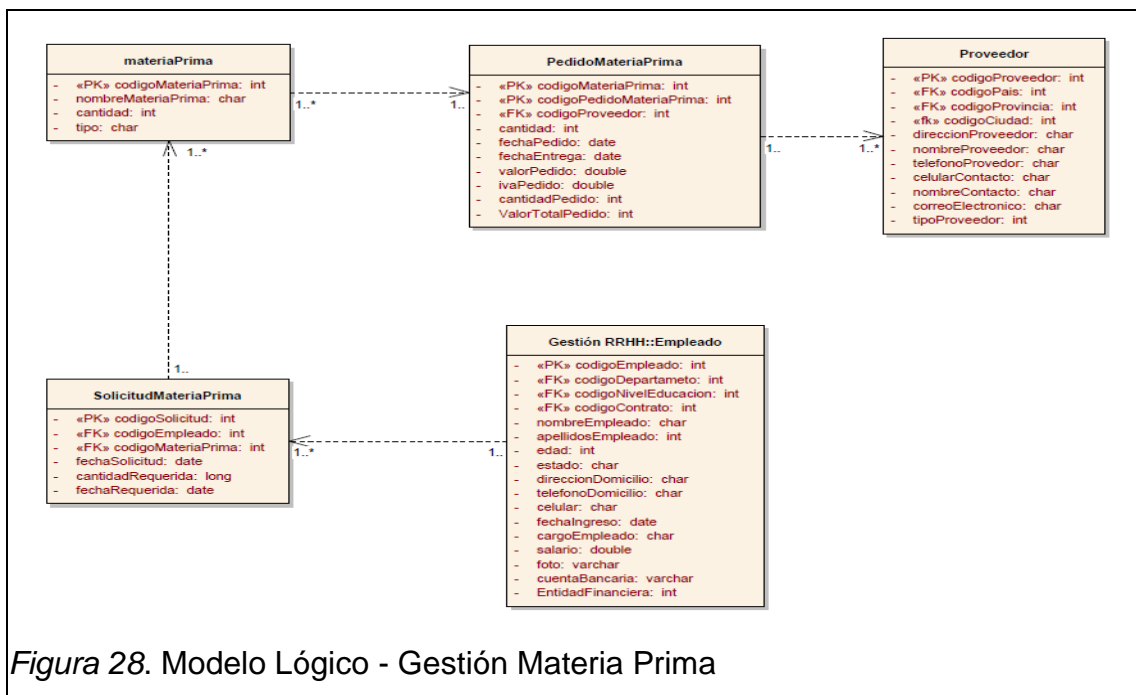 materiaPrima
- «PK» codigoMateriaPrima: int
- nombreMateriaPrima: char
- cantidad: int
- tipo: char
1..*
1..
PedidoMateriaPrima
- «PK» codigoMateriaPrima: int
- «PK» codigoPedidoMateriaPrima: int
- «FK» codigoProveedor: int
- cantidad: int
- fechaPedido: date
- fechaEntrega: date
- valorPedido: double
- ivaPedido: double
- cantidadPedido: int
- ValorTotalPedido: int
1..
1..*
Proveedor
- «PK» codigoProveedor: int
- «FK» codigoPais: int
- «FK» codigoProvincia: int
- «fk» codigoCiudad: int
- direccionProveedor: char
- nombreProveedor: char
- telefonoProvedor: char
- celularContacto: char
- nombreContacto: char
- correoElectronico: char
- tipoProveedor: int
1..*
1..
SolicitudMateriaPrima
- «PK» codigoSolicitud: int
- «FK» codigoEmpleado: int
- «FK» codigoMateriaPrima: int
- fechaSolicitud: date
- cantidadRequerida: long
- fechaRequerida: date
1..*
1..
Gestión RRHH::Empleado
- «PK» codigoEmpleado: int
- «FK» codigoDepartameto: int
- «FK» codigoNivelEducacion: int
- «FK» codigoContrato: int
- nombreEmpleado: char
- apellidosEmpleado: int
- edad: int
- estado: char
- direccionDomicilio: char
- telefonoDomicilio: char
- celular: char
- fechaIngreso: date
- cargoEmpleado: char
- salario: double
- foto: varchar
- cuentaBancaria: varchar
- EntidadFinanciera: int
Figura 28. Modelo Lógico - Gestión Materia Prima